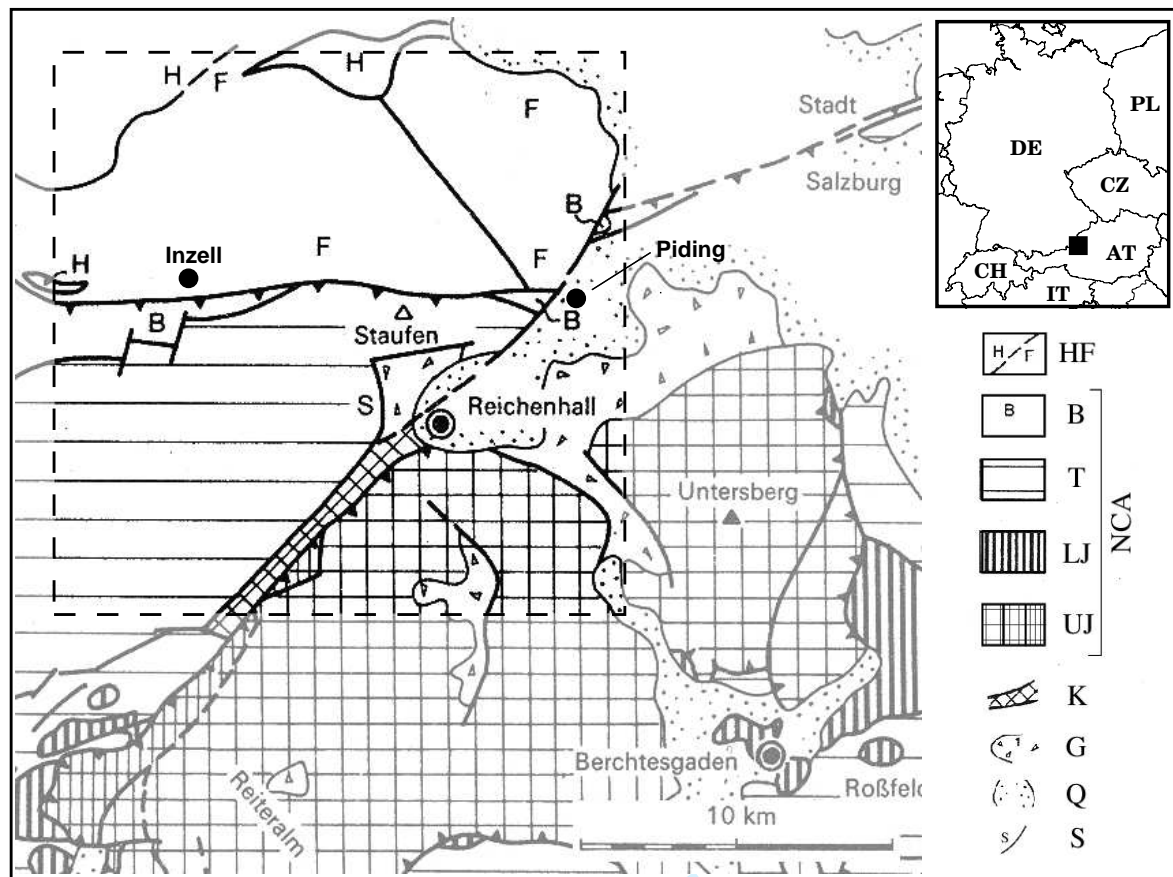 H
F
H
F
Stadt
Salzburg
B
H
Inzell
F
F
Piding
B
B
Staufen
S
Reichenhall
Untersberg
Berchtesgaden
Roßfeld
Reiteralm
10 km
PL
DE
CZ
AT
CH
IT
H F HF
B B
T
LJ
UJ
NCA
K
G
Q
S S